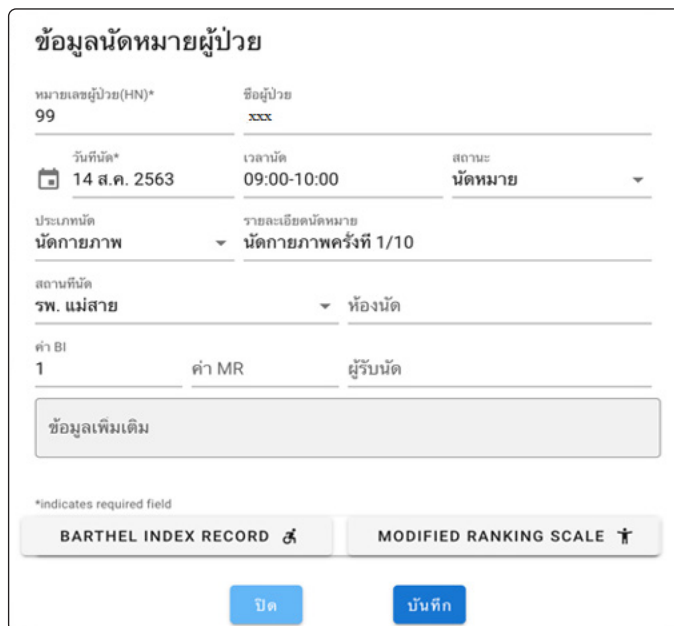 ข้อมูลนัดหมายผู้ป่วย
หมายเลขผู้ป่วย(HN)* ชื่อผู้ป่วย
99 xxx
วันที่นัด* เวลานัด สถานะ
14 ส.ค. 2563 09:00-10:00 นัดหมาย
ประเภทนัด รายละเอียดนัดหมาย
นัดกายภาพ นัดกายภาพครั้งที่ 1/10
สถานที่นัด
รพ. แม่สาย ห้องนัด
ค่า BI
1 ค่า MR ผู้รับนัด
ข้อมูลเพิ่มเติม
*indicates required field
BARTHEL INDEX RECORD MODIFIED RANKING SCALE
ปิด บันทึก